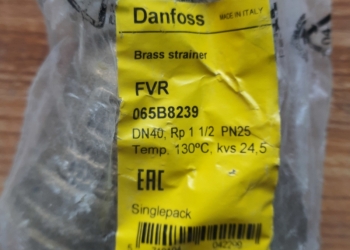 Danfoss
MADE IN ITALY
Brass strainer
FVR
065B8239
DN40, Rp 1 1/2 PN25
Temp. 130ºC, kvs 24,5
EAC
Singlepack